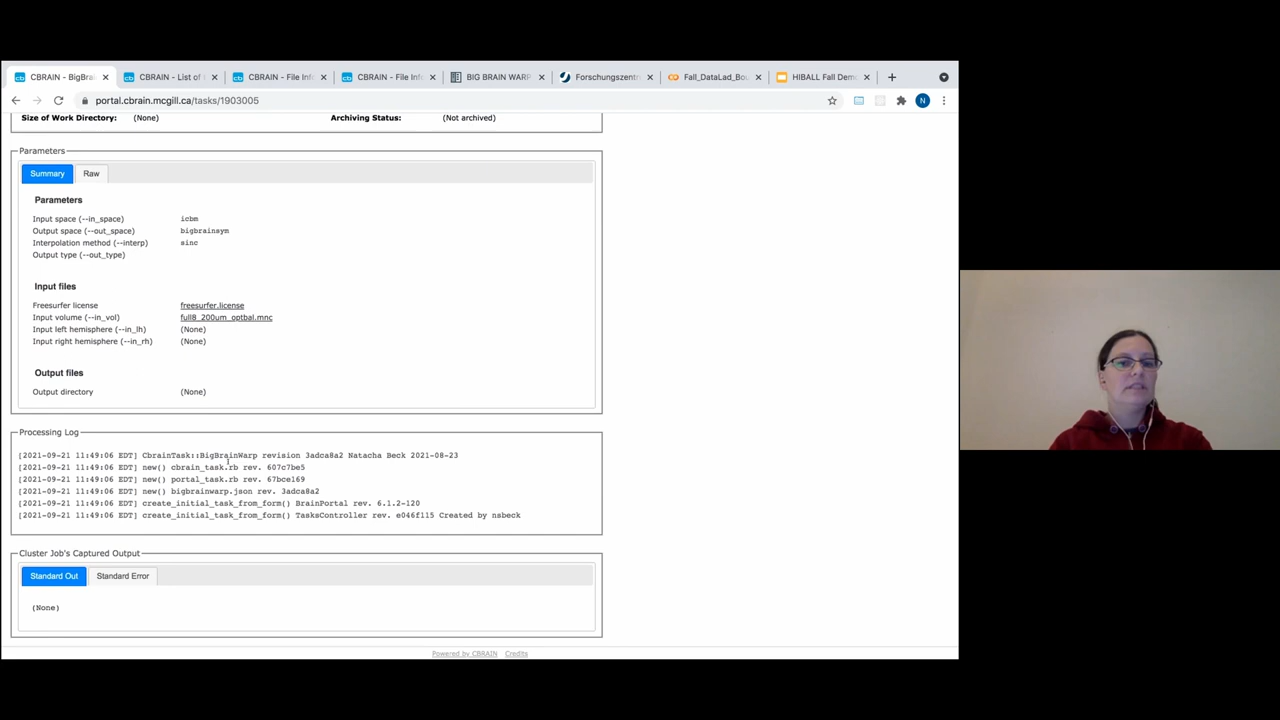 CBRAIN - BigBrai
CBRAIN - List of
CBRAIN - File Info
CBRAIN - File Info
BIG BRAIN WARP
Forschungszentr
Fall_DataLad_Bou
HIBALL Fall Demo
portal.cbrain.mcgill.ca/tasks/1903005
N
Size of Work Directory: (None) Archiving Status: (Not archived)
Parameters
Summary Raw
Parameters
Input space (--in_space) icbm
Output space (--out_space) bigbrainsym
Interpolation method (--interp) sinc
Output type (--out_type)
Input files
Freesurfer license freesurfer.license
Input volume (--in_vol) full8_200um_optbal.mnc
Input left hemisphere (--in_lh) (None)
Input right hemisphere (--in_rh) (None)
Output files
Output directory (None)
Processing Log
[2021-09-21 11:49:06 EDT] CbrainTask::BigBrainWarp revision 3adca8a2 Natacha Beck 2021-08-23
[2021-09-21 11:49:06 EDT] new() cbrain_task.rb rev. 607c7be5
[2021-09-21 11:49:06 EDT] new() portal_task.rb rev. 67bce169
[2021-09-21 11:49:06 EDT] new() bigbrainwarp.json rev. 3adca8a2
[2021-09-21 11:49:06 EDT] create_initial_task_from_form() BrainPortal rev. 6.1.2-120
[2021-09-21 11:49:06 EDT] create_initial_task_from_form() TasksController rev. e046f115 Created by nsbeck
Cluster Job's Captured Output
Standard Out Standard Error
(None)
Powered by CBRAIN Credits